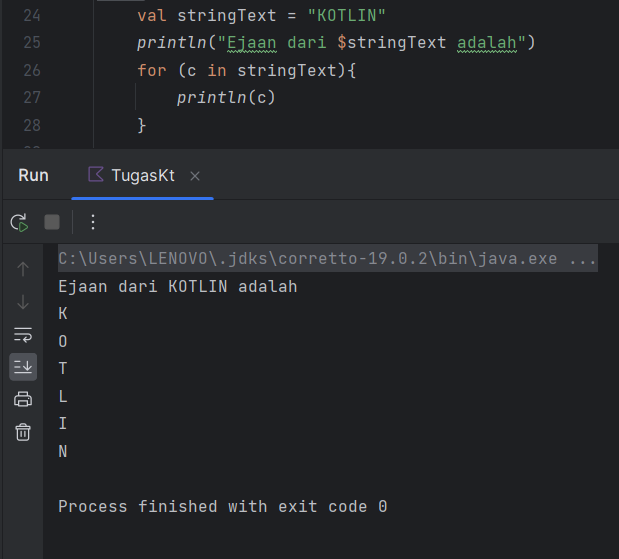 24 val stringText = "KOTLIN"
25 println("Ejaan dari $stringText adalah")
26 for (c in stringText){
27 println(c)
28 }
Run TugasKt
C:\Users\LENOVO\.jdks\corretto-19.0.2\bin\java.exe ...
Ejaan dari KOTLIN adalah
K
O
T
L
I
N
Process finished with exit code 0